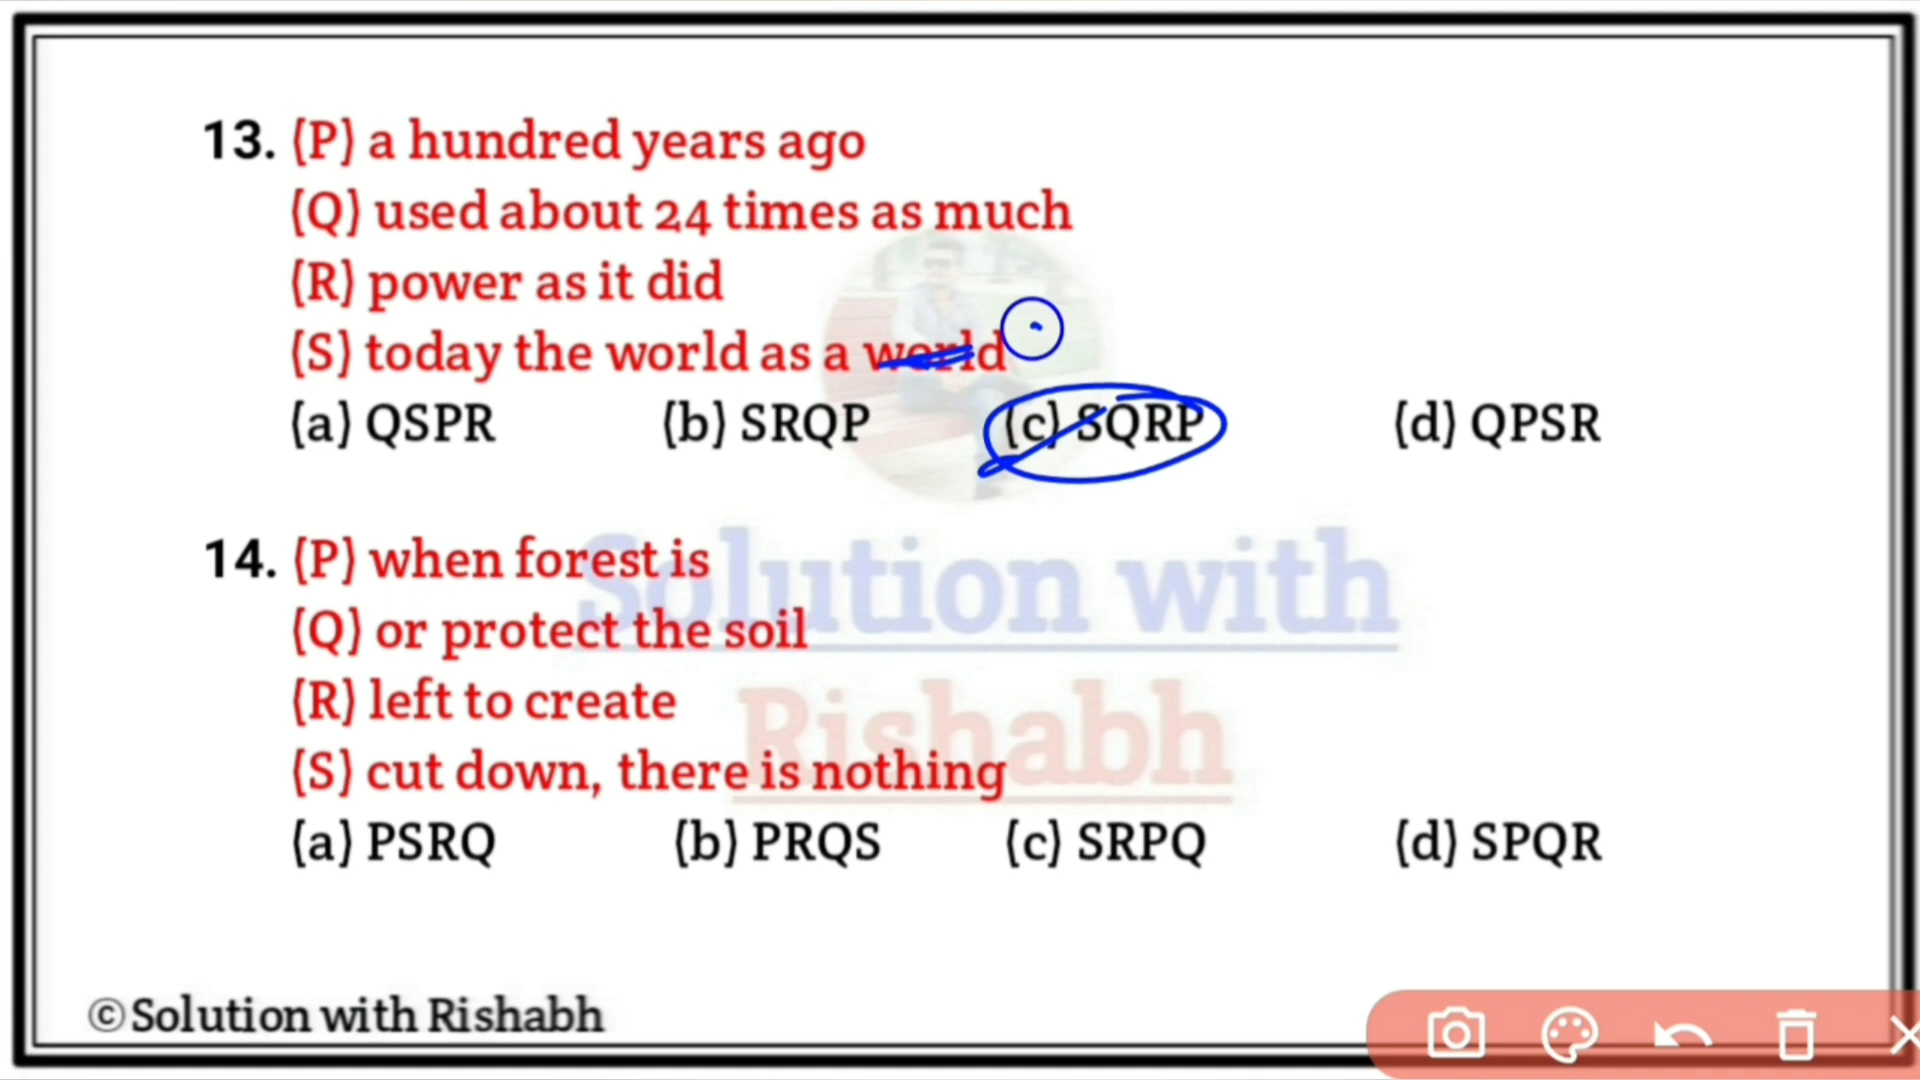 13. (P) a hundred years ago
(Q) used about 24 times as much
(R) power as it did
(S) today the world as a world
(a) QSPR (b) SRQP (c) SQRP (d) QPSR
14. (P) when forest is
(Q) or protect the soil
(R) left to create
(S) cut down, there is nothing
(a) PSRQ (b) PRQS (c) SRPQ (d) SPQR
Solution with
Rishabh
©Solution with Rishabh